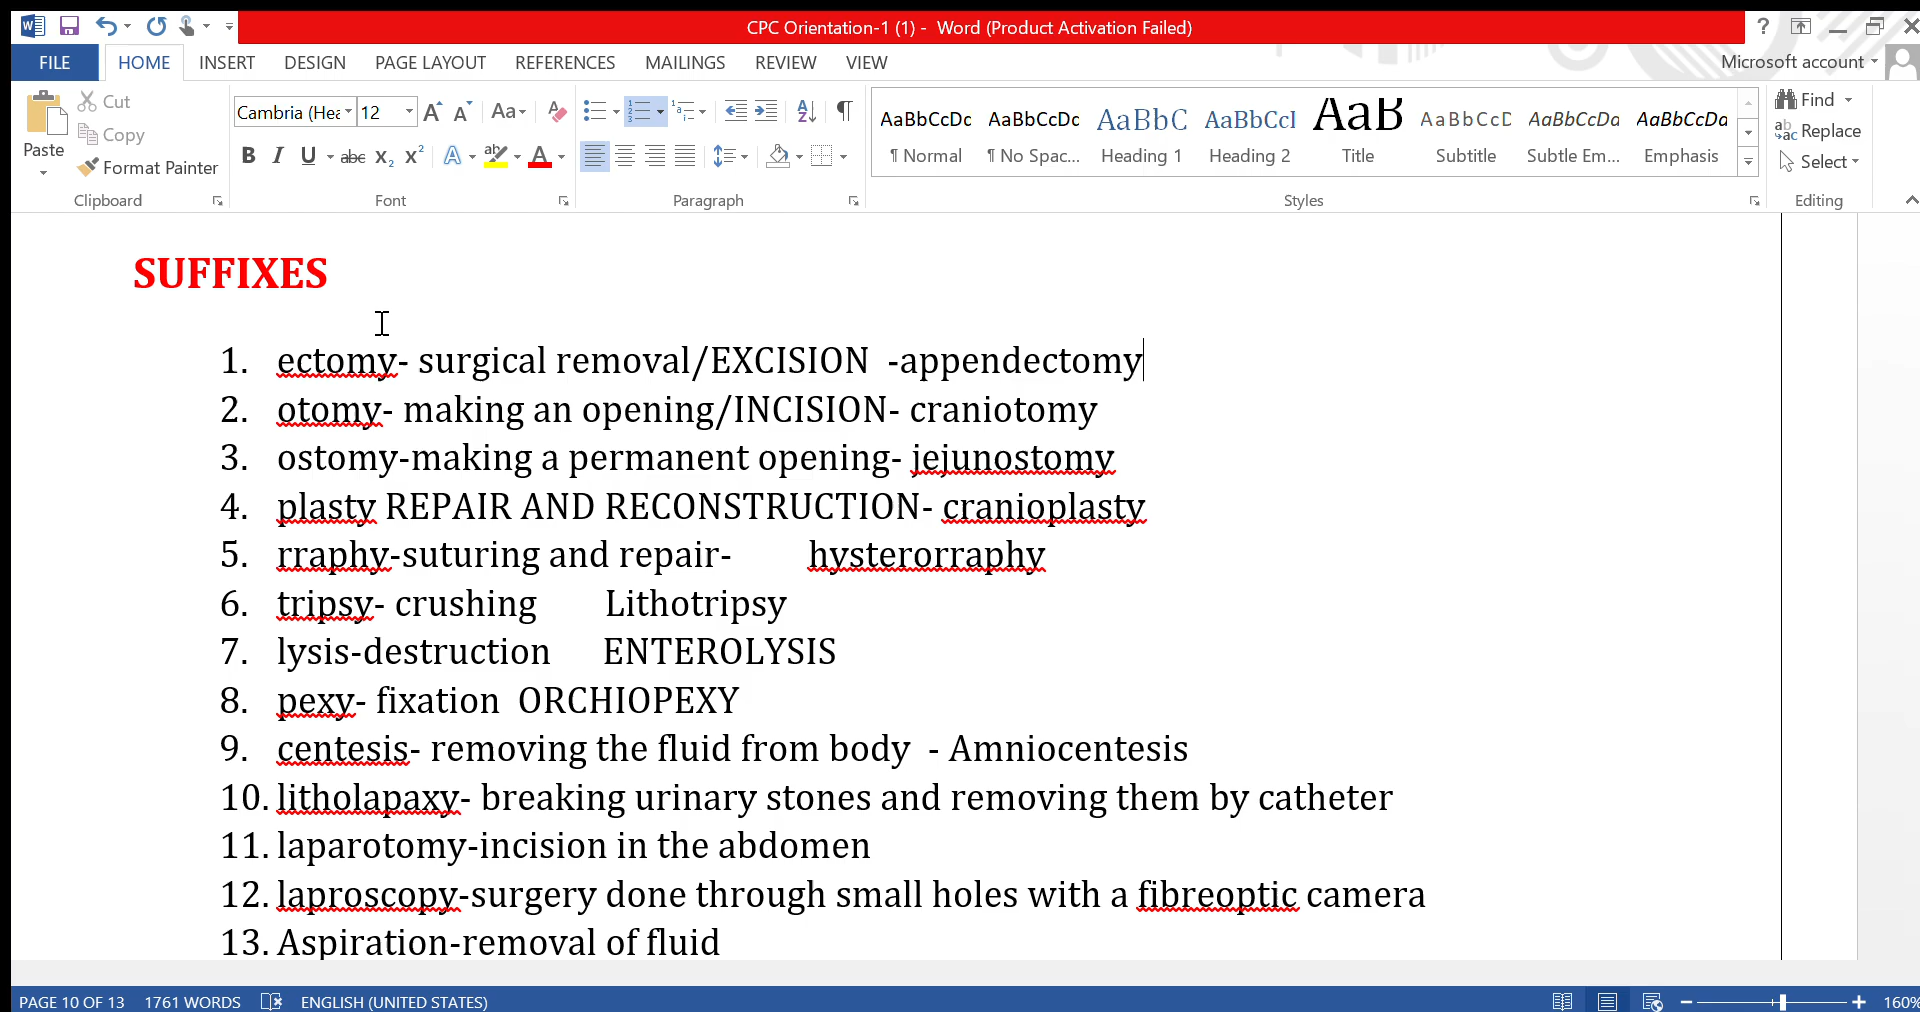 CPC Orientation-1 (1) - Word (Product Activation Failed)
?
FILE HOME INSERT DESIGN PAGE LAYOUT REFERENCES MAILINGS REVIEW VIEW Microsoft account
Paste
Cut
Copy
Format Painter
Clipboard
Cambria (Hea 12
Aa
B I U abc X2 X2 A ab A
Font
Paragraph
AaBbCcDc AaBbCcDc AaBbC AaBbCcI AaB AaBbCcD AaBbCcDa AaBbCcDa
¶ Normal ¶ No Spac... Heading 1 Heading 2 Title Subtitle Subtle Em... Emphasis
Styles
Find
Replace
Select
Editing
SUFFIXES
1. ectomy- surgical removal/EXCISION -appendectomy
2. otomy- making an opening/INCISION- craniotomy
3. ostomy-making a permanent opening- jejunostomy
4. plasty REPAIR AND RECONSTRUCTION- cranioplasty
5. rraphy-suturing and repair- hysterorraphy
6. tripsy- crushing Lithotripsy
7. lysis-destruction ENTEROLYSIS
8. pexy- fixation ORCHIOPEXY
9. centesis- removing the fluid from body - Amniocentesis
10. litholapaxy- breaking urinary stones and removing them by catheter
11. laparotomy-incision in the abdomen
12. laproscopy-surgery done through small holes with a fibreoptic camera
13. Aspiration-removal of fluid
PAGE 10 OF 13 1761 WORDS ENGLISH (UNITED STATES) 160%